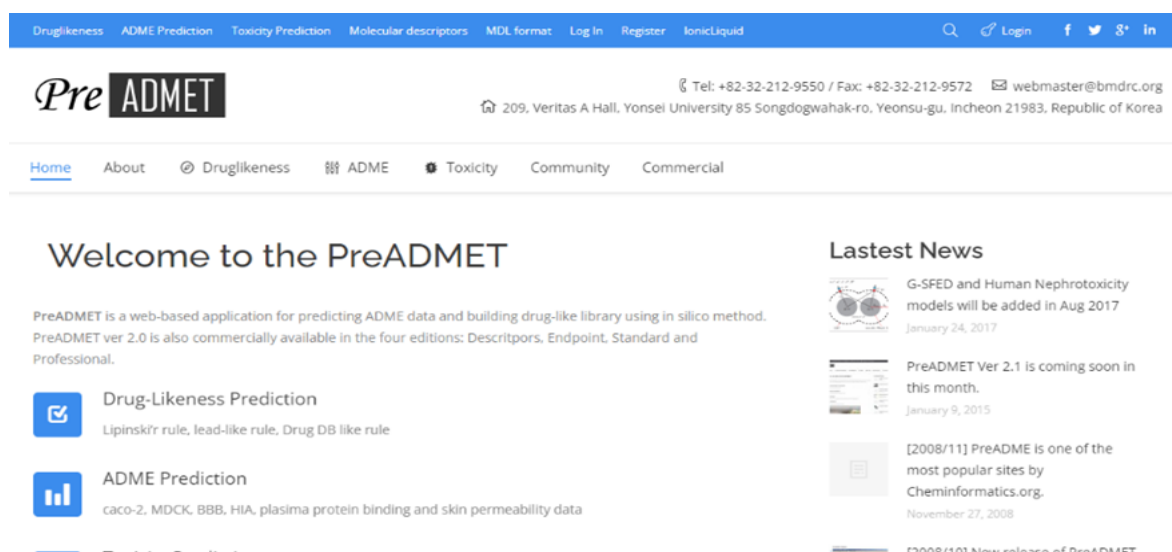 Druglikeness ADME Prediction Toxicity Prediction Molecular descriptors MDL format Log In Register IonicLiquid Login f g+ in
Pre ADMET
Tel: +82-32-212-9550 / Fax: +82-32-212-9572 webmaster@bmdrc.org
209, Veritas A Hall, Yonsei University 85 Songdogwahak-ro, Yeonsu-gu, Incheon 21983, Republic of Korea
Home About Druglikeness ADME Toxicity Community Commercial
Welcome to the PreADMET
PreADMET is a web-based application for predicting ADME data and building drug-like library using in silico method.
PreADMET ver 2.0 is also commercially available in the four editions: Descritpors, Endpoint, Standard and
Professional.
Drug-Likeness Prediction
Lipinski'r rule, lead-like rule, Drug DB like rule
ADME Prediction
caco-2, MDCK, BBB, HIA, plasma protein binding and skin permeability data
Lastest News
G-SFED and Human Nephrotoxicity
models will be added in Aug 2017
January 24, 2017
PreADMET Ver 2.1 is coming soon in
this month.
January 9, 2015
[2008/11] PreADME is one of the
most popular sites by
Cheminformatics.org.
November 27, 2008
[2008/10] New release of PreADMET